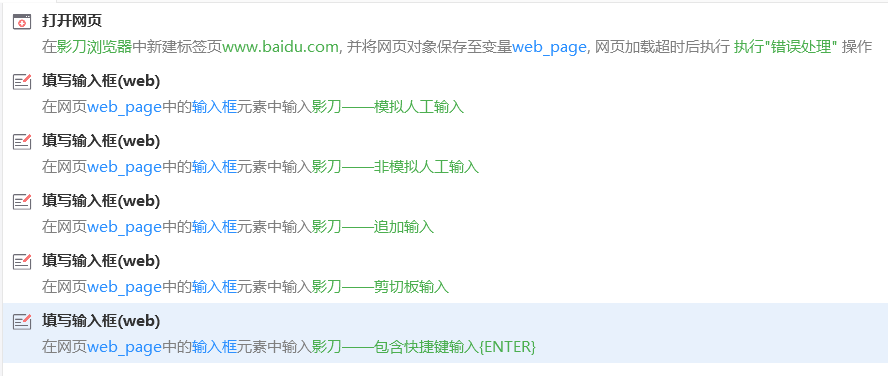 打开网页
在影刀浏览器中新建标签页www.baidu.com, 并将网页对象保存至变量web_page, 网页加载超时后执行 执行"错误处理" 操作
填写输入框(web)
在网页web_page中的输入框元素中输入影刀——模拟人工输入
填写输入框(web)
在网页web_page中的输入框元素中输入影刀——非模拟人工输入
填写输入框(web)
在网页web_page中的输入框元素中输入影刀——追加输入
填写输入框(web)
在网页web_page中的输入框元素中输入影刀——剪切板输入
填写输入框(web)
在网页web_page中的输入框元素中输入影刀——包含快捷键输入{ENTER}